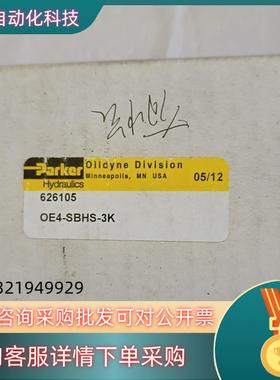 自动化科技
Parker
Hydraulics
Oildyne Division
Minneapolis, MN USA
05/12
626105
OE4-SBHS-3K
821949929
咨询采购批发可对公开票
客服详情下单采购